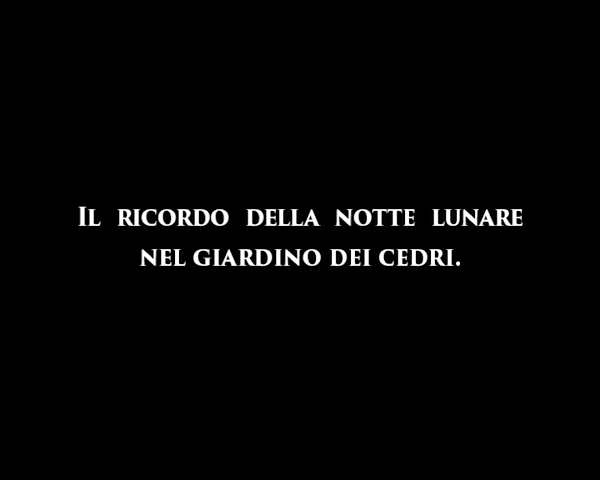 Il ricordo della notte lunare
nel giardino dei cedri.